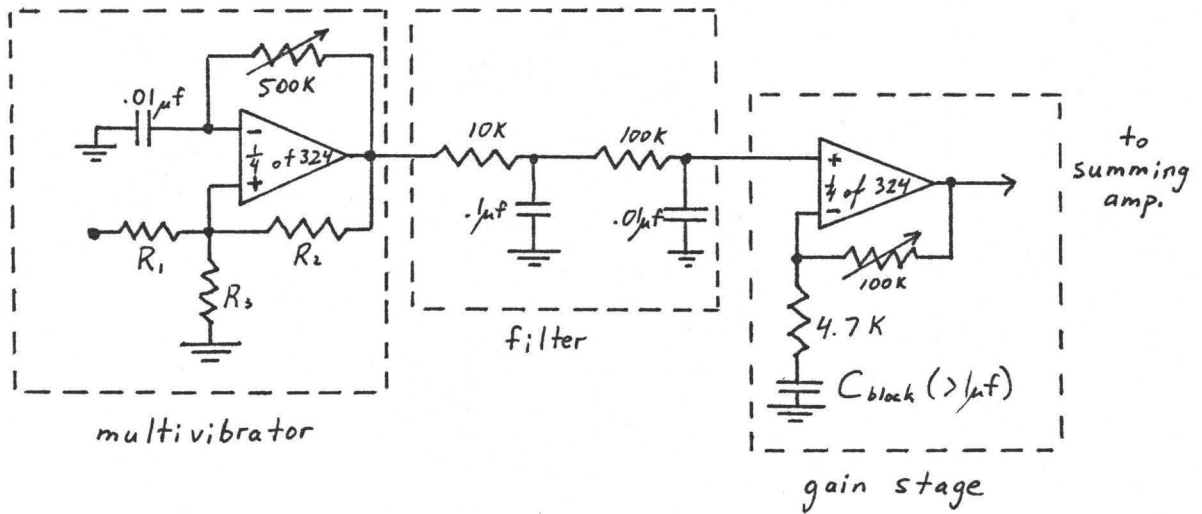 .01μf
500K
-
1/4 of 324
+
R1
R2
R3
multivibrator
10K
100K
.1μf
.01μf
filter
+
1/4 of 324
-
100K
4.7K
Cblock (>1μf)
gain stage
to
summing
amp.